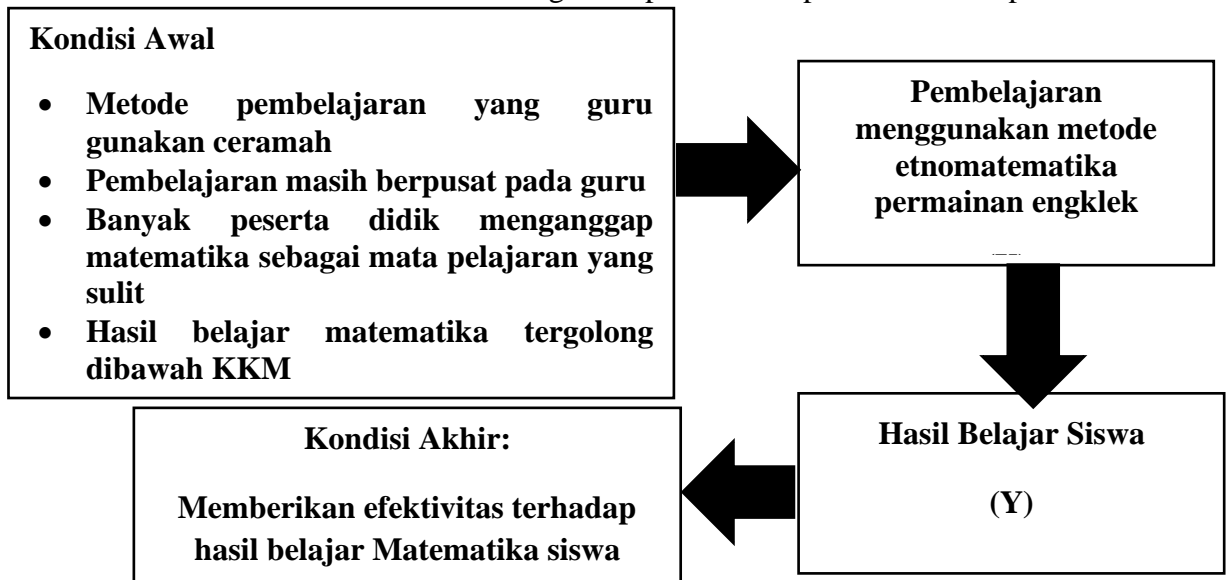 Kondisi Awal
• Metode pembelajaran yang guru
gunakan ceramah
• Pembelajaran masih berpusat pada guru
• Banyak peserta didik menganggap
matematika sebagai mata pelajaran yang
sulit
• Hasil belajar matematika tergolong
dibawah KKM
Pembelajaran
menggunakan metode
etnomatematika
permainan engklek
Hasil Belajar Siswa
(Y)
Kondisi Akhir:
Memberikan efektivitas terhadap
hasil belajar Matematika siswa